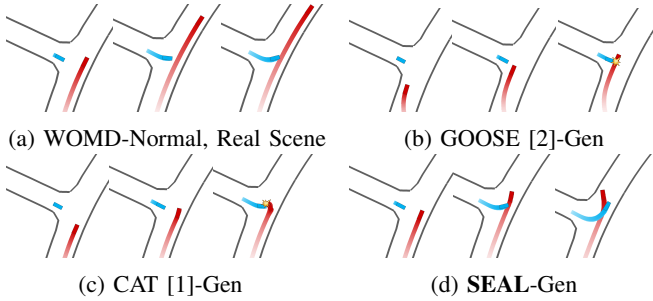 (a) WOMD-Normal, Real Scene
(b) GOOSE [2]-Gen
(c) CAT [1]-Gen
(d) SEAL-Gen